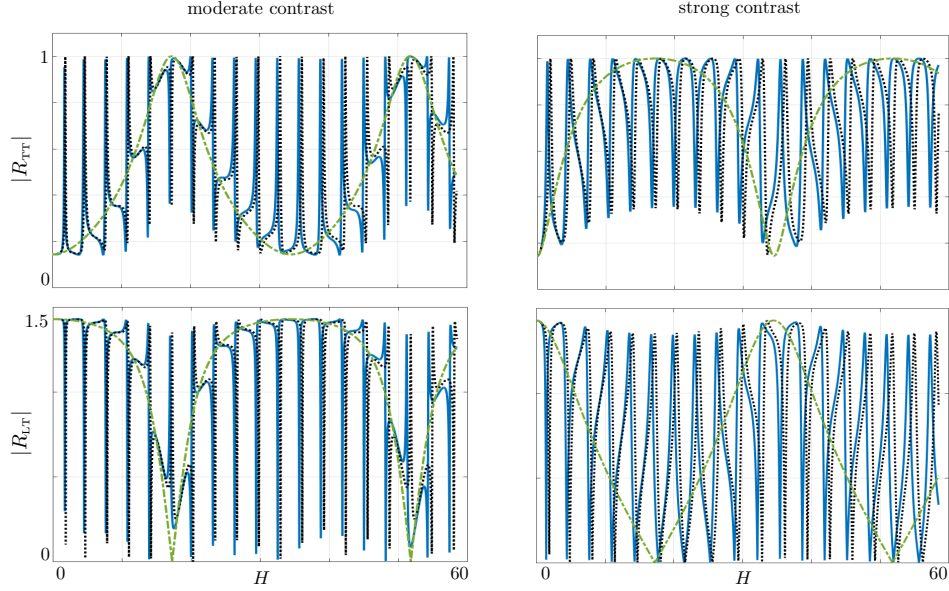 moderate contrast
strong contrast
1
|R_TT|
0
1.5
|R_LT|
0
0
H
60
0
H
60